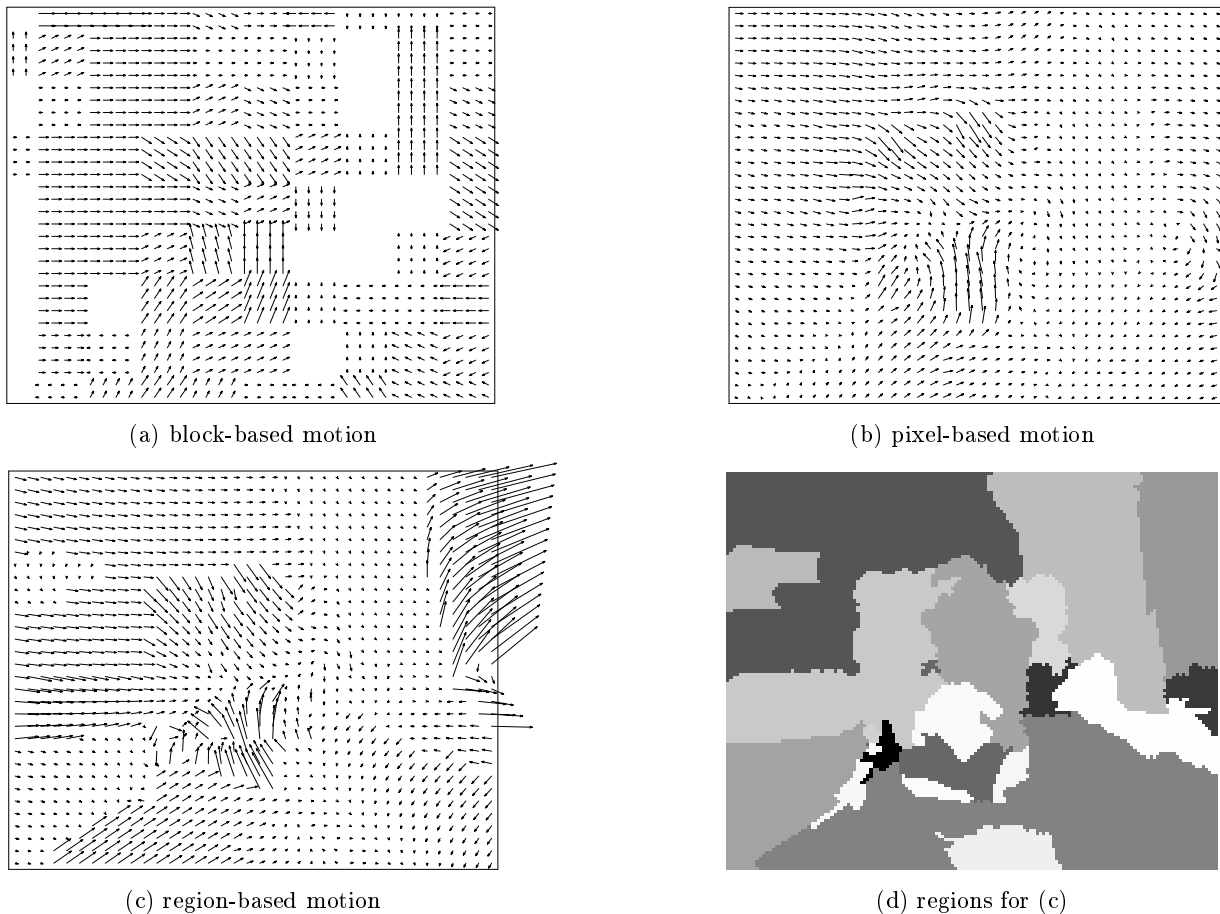 (a) block-based motion
(b) pixel-based motion
(c) region-based motion
(d) regions for (c)